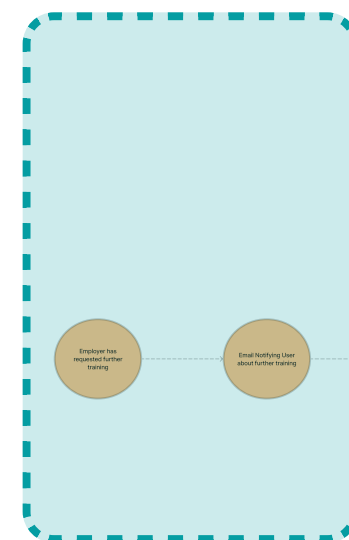 Employer has
requested further
training
Email Notifying User
about further training